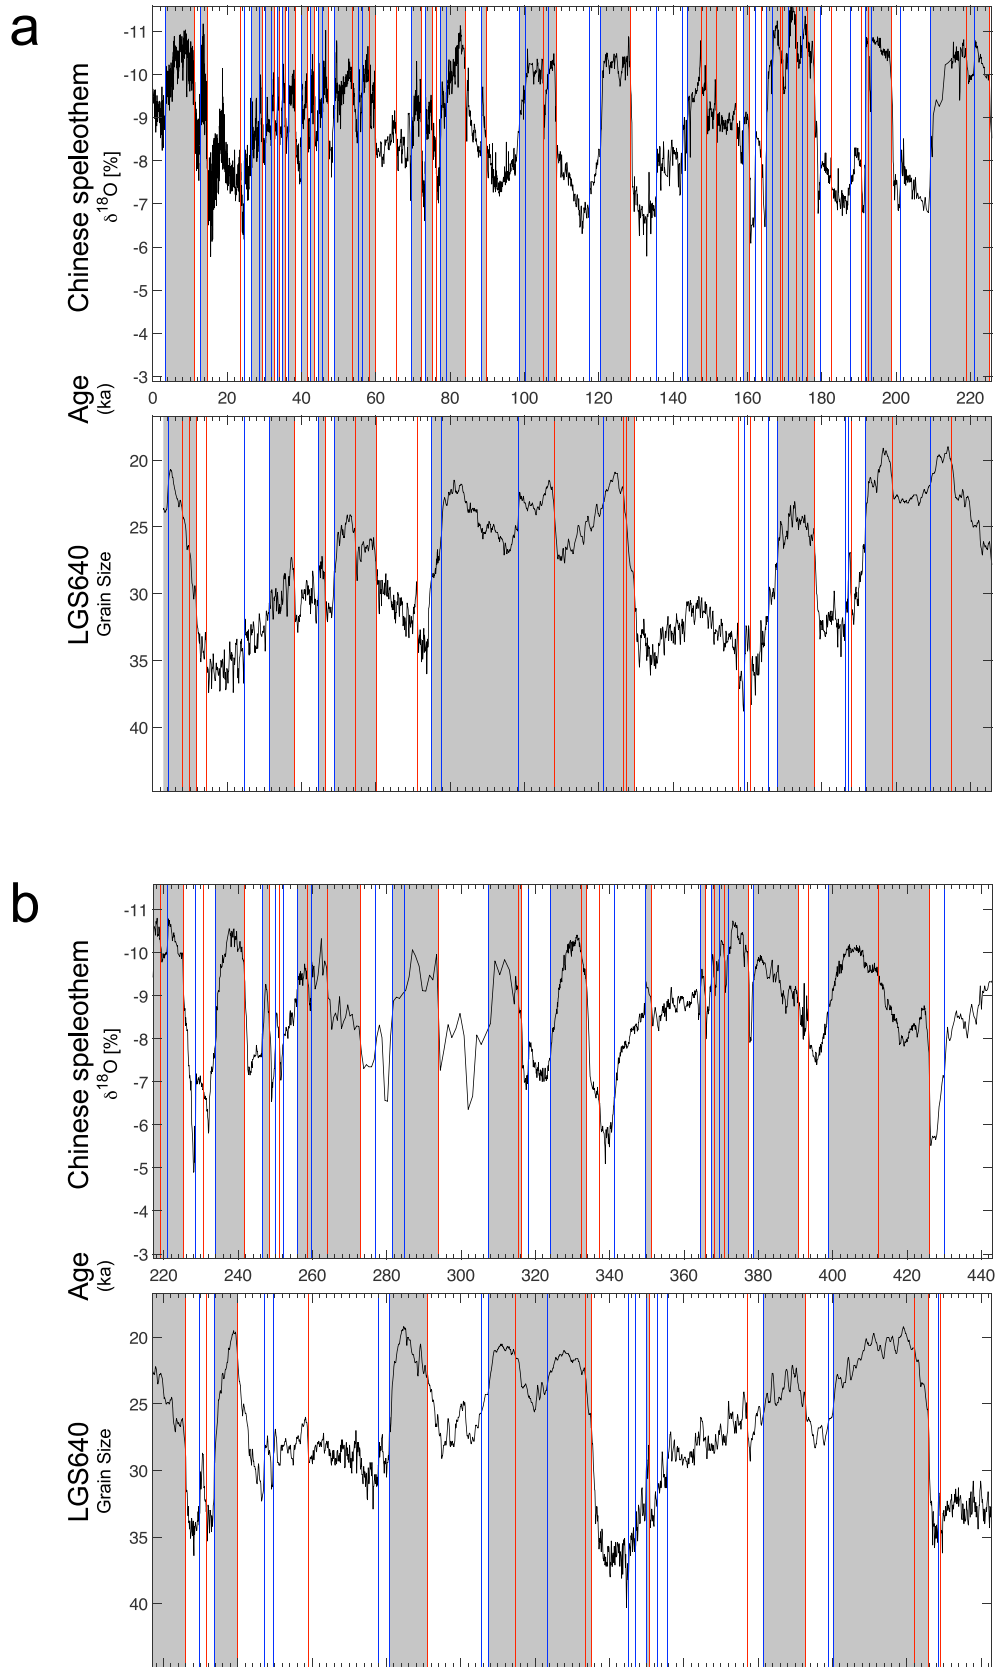 a
Chinese speleothem
δ18O [%]
-11
-10
-9
-8
-7
-6
-5
-4
-3
Age
(ka)
0 20 40 60 80 100 120 140 160 180 200 220
LGS640
Grain Size
20
25
30
35
40
b
Chinese speleothem
δ18O [%]
-11
-10
-9
-8
-7
-6
-5
-4
-3
Age
(ka)
220 240 260 280 300 320 340 360 380 400 420 440
LGS640
Grain Size
20
25
30
35
40